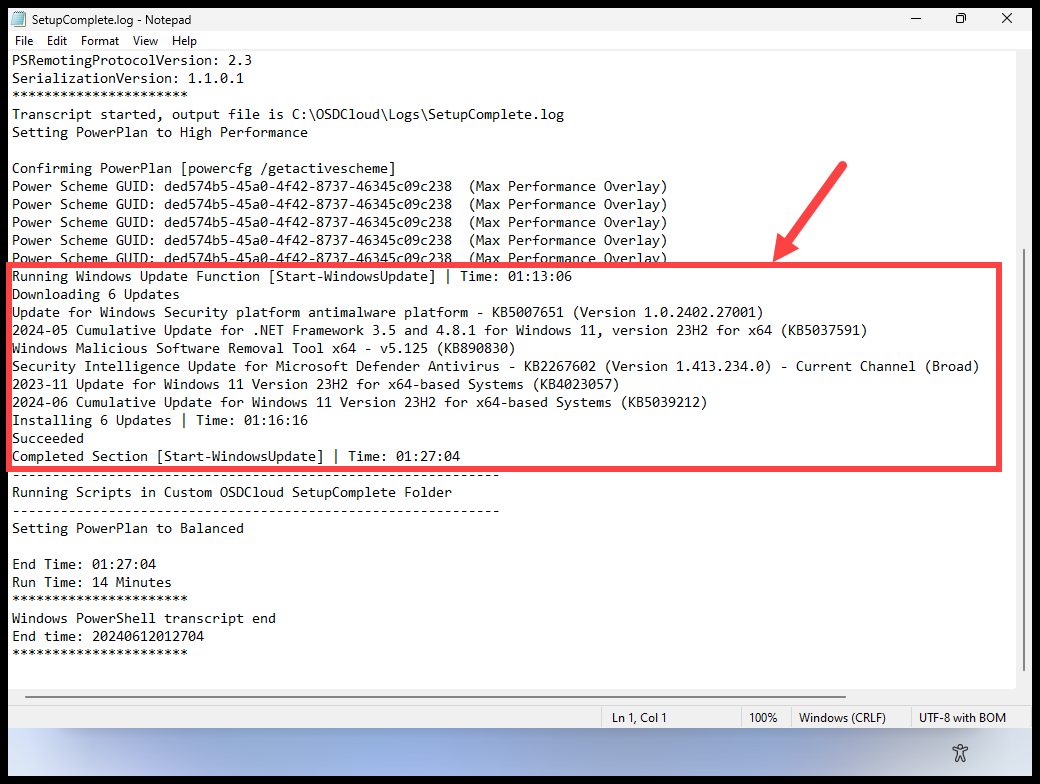 SetupComplete.log - Notepad
File Edit Format View Help
PSRemotingProtocolVersion: 2.3
SerializationVersion: 1.1.0.1
**********************
Transcript started, output file is C:\OSDCloud\Logs\SetupComplete.log
Setting PowerPlan to High Performance
Confirming PowerPlan [powercfg /getactivescheme]
Power Scheme GUID: ded574b5-45a0-4f42-8737-46345c09c238  (Max Performance Overlay)
Power Scheme GUID: ded574b5-45a0-4f42-8737-46345c09c238  (Max Performance Overlay)
Power Scheme GUID: ded574b5-45a0-4f42-8737-46345c09c238  (Max Performance Overlay)
Power Scheme GUID: ded574b5-45a0-4f42-8737-46345c09c238  (Max Performance Overlay)
Power Scheme GUID: ded574b5-45a0-4f42-8737-46345c09c238  (Max Performance Overlay)
Running Windows Update Function [Start-WindowsUpdate] | Time: 01:13:06
Downloading 6 Updates
Update for Windows Security platform antimalware platform - KB5007651 (Version 1.0.2402.27001)
2024-05 Cumulative Update for .NET Framework 3.5 and 4.8.1 for Windows 11, version 23H2 for x64 (KB5037591)
Windows Malicious Software Removal Tool x64 - v5.125 (KB890830)
Security Intelligence Update for Microsoft Defender Antivirus - KB2267602 (Version 1.413.234.0) - Current Channel (Broad)
2023-11 Update for Windows 11 Version 23H2 for x64-based Systems (KB4023057)
2024-06 Cumulative Update for Windows 11 Version 23H2 for x64-based Systems (KB5039212)
Installing 6 Updates | Time: 01:16:16
Succeeded
Completed Section [Start-WindowsUpdate] | Time: 01:27:04
-------------------------------------------------------------
Running Scripts in Custom OSDCloud SetupComplete Folder
-------------------------------------------------------------
Setting PowerPlan to Balanced
End Time: 01:27:04
Run Time: 14 Minutes
**********************
Windows PowerShell transcript end
End time: 20240612012704
**********************
Ln 1, Col 1 100% Windows (CRLF) UTF-8 with BOM